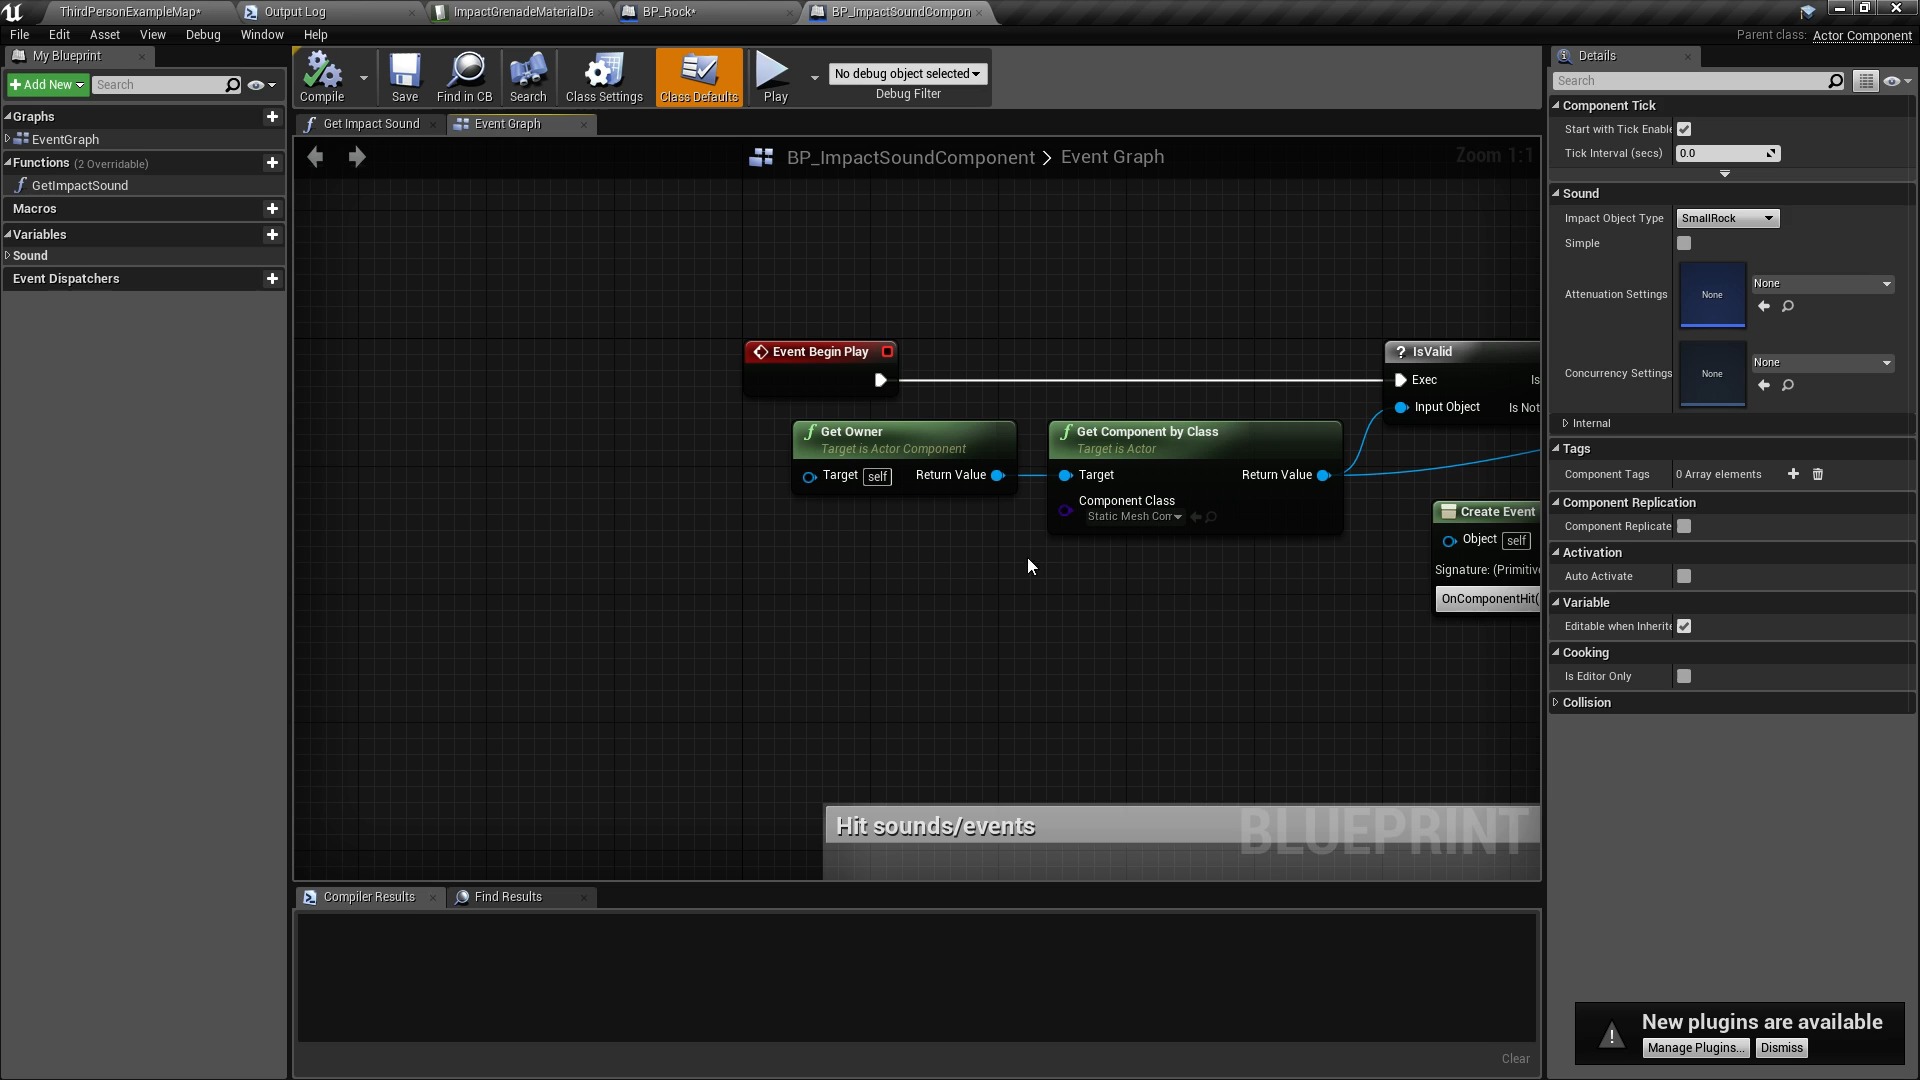 ThirdPersonExampleMap*
Output Log
ImpactGrenadeMaterialDa
BP_Rock*
BP_ImpactSoundCompon
File Edit Asset View Debug Window Help
Parent class: Actor Component
My Blueprint
Add New
Search
Graphs
EventGraph
Functions (2 Overridable)
GetImpactSound
Macros
Variables
Sound
Event Dispatchers
Compile
Save
Find in CB
Search
Class Settings
Class Defaults
Play
No debug object selected
Debug Filter
Get Impact Sound
Event Graph
BP_ImpactSoundComponent > Event Graph
Zoom 1:1
Event Begin Play
? IsValid
Exec Is
Input Object Is Not
Get Owner
Target is Actor Component
Target self Return Value
Get Component by Class
Target is Actor
Target Return Value
Component Class
Static Mesh Com
Create Event
Object self
Signature: (Primitive
OnComponentHit(
Hit sounds/events
BLUEPRINT
Compiler Results
Find Results
Clear
Details
Search
Component Tick
Start with Tick Enable
Tick Interval (secs) 0.0
Sound
Impact Object Type SmallRock
Simple
Attenuation Settings None None
Concurrency Settings None None
Internal
Tags
Component Tags 0 Array elements
Component Replication
Component Replicate
Activation
Auto Activate
Variable
Editable when Inherite
Cooking
Is Editor Only
Collision
New plugins are available
Manage Plugins... Dismiss